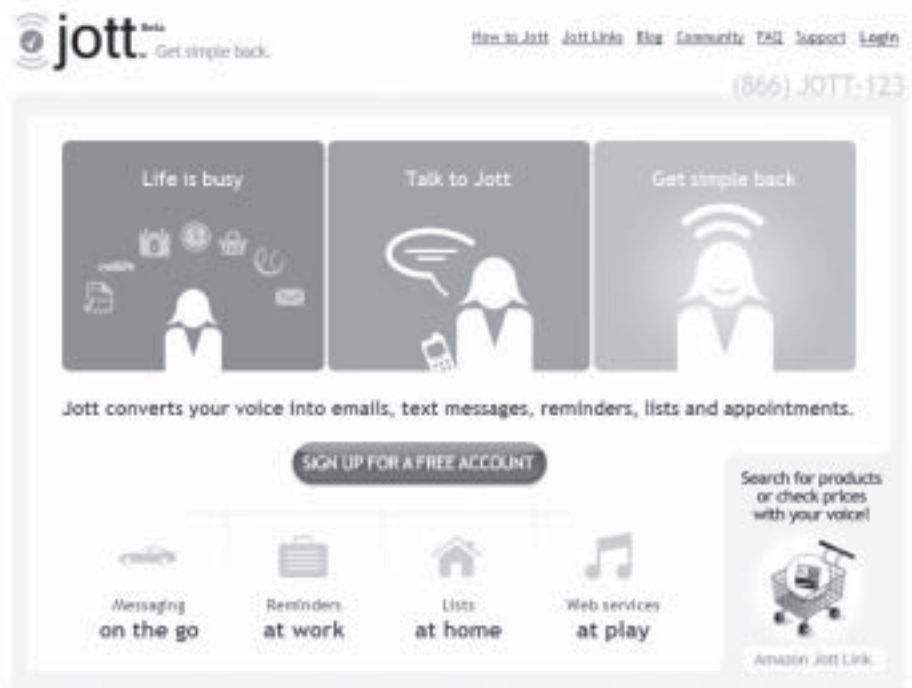 jott. Beta Get simple back.
How to Jott Jott Links Blog Community FAQ Support Login
(866) JOTT-123
Life is busy
Talk to Jott
Get simple back
Jott converts your voice into emails, text messages, reminders, lists and appointments.
SIGN UP FOR A FREE ACCOUNT
Search for products
or check prices
with your voice!
Messaging
on the go
Reminders
at work
Lists
at home
Web services
at play
Amazon Jott Link